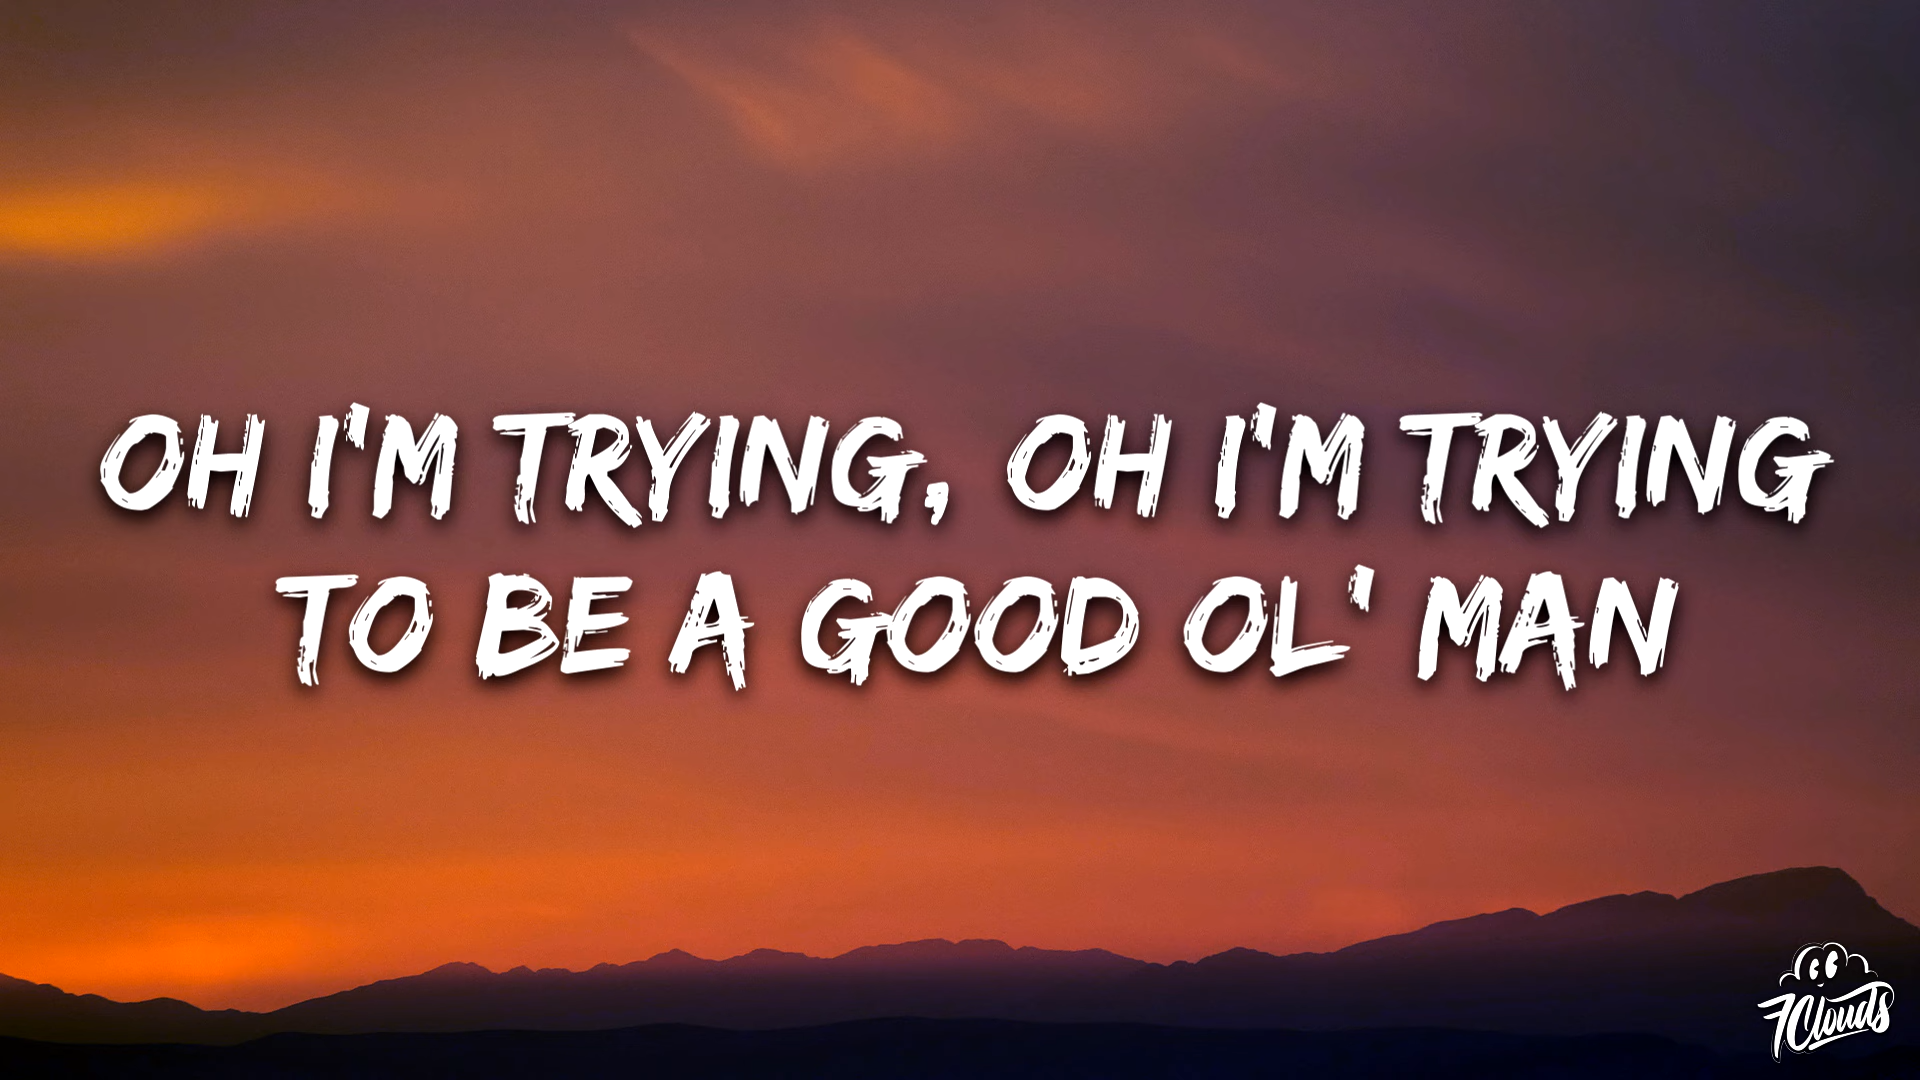 OH I'M TRYING, OH I'M TRYING
TO BE A GOOD OL' MAN
7Clouds